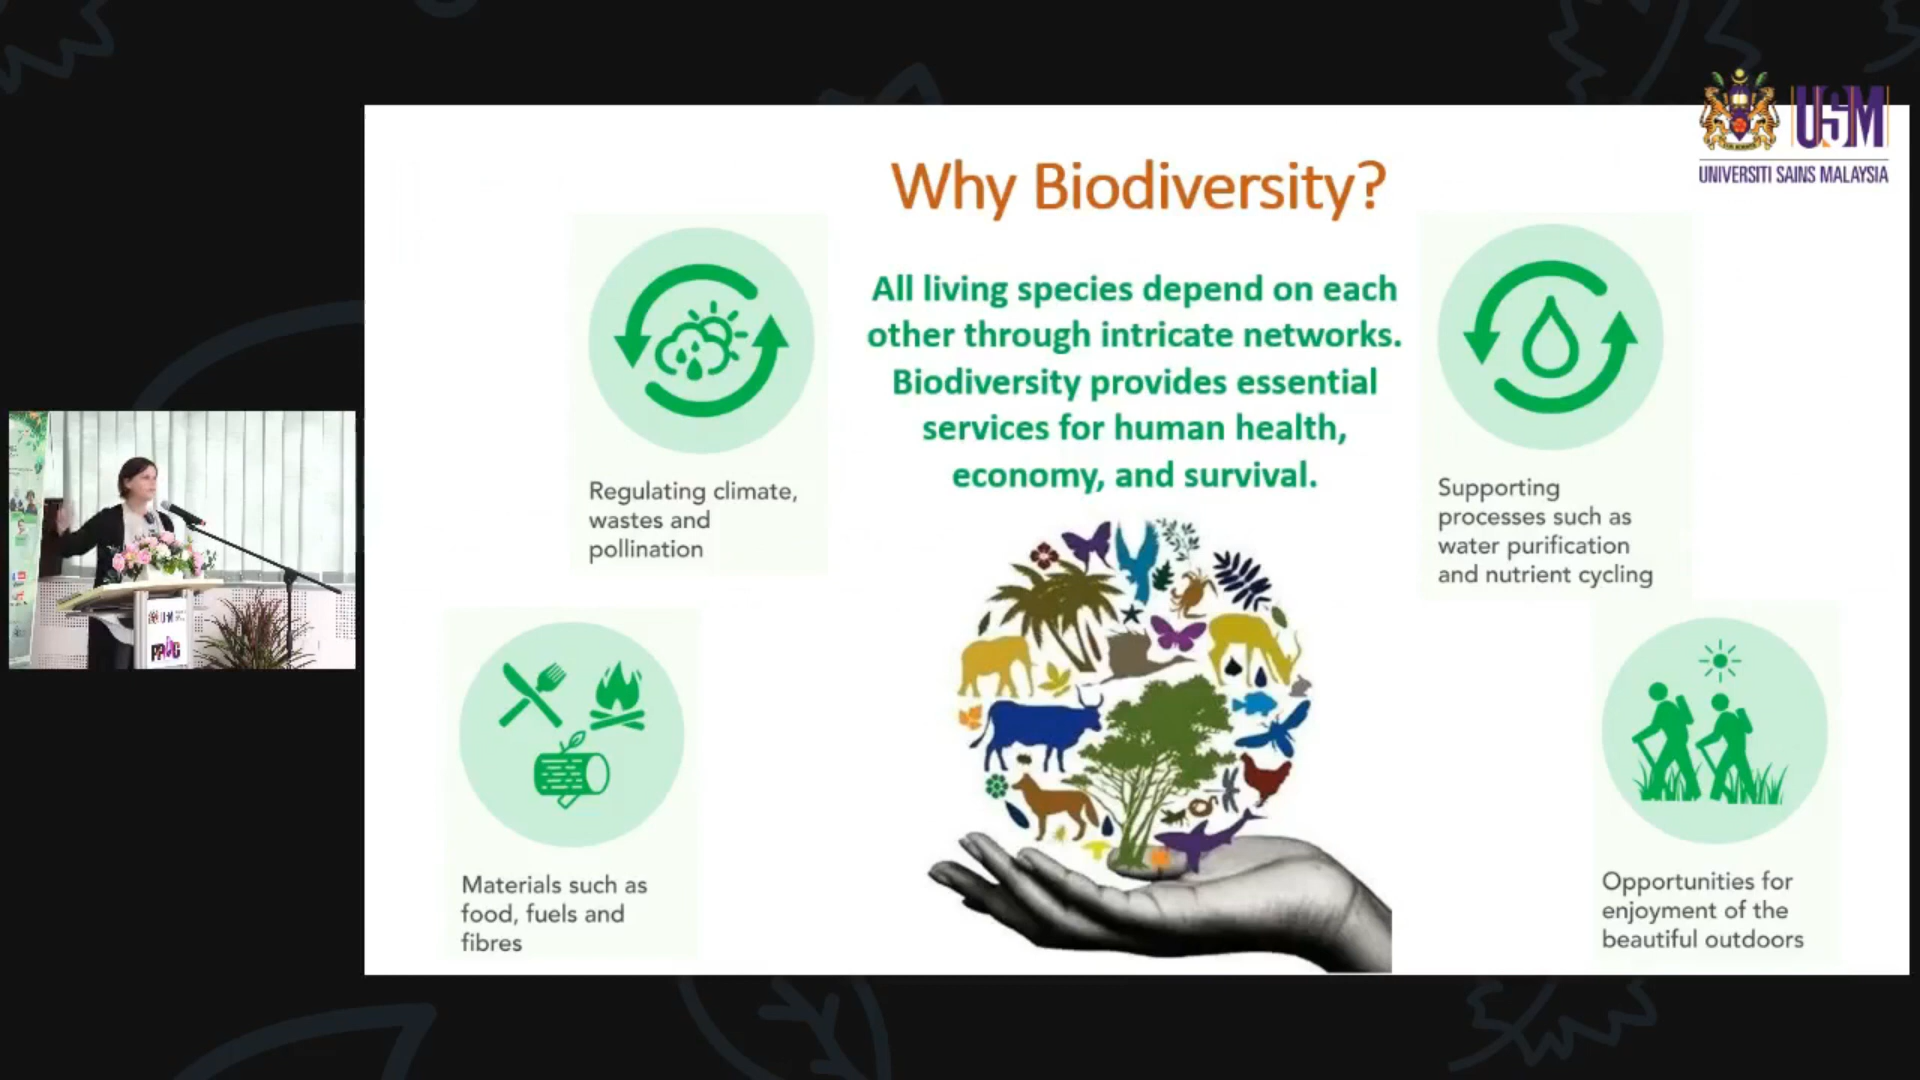 USM
UNIVERSITI SAINS MALAYSIA
Why Biodiversity?
All living species depend on each
other through intricate networks.
Biodiversity provides essential
services for human health,
economy, and survival.
Regulating climate,
wastes and
pollination
Supporting
processes such as
water purification
and nutrient cycling
Materials such as
food, fuels and
fibres
Opportunities for
enjoyment of the
beautiful outdoors
USM